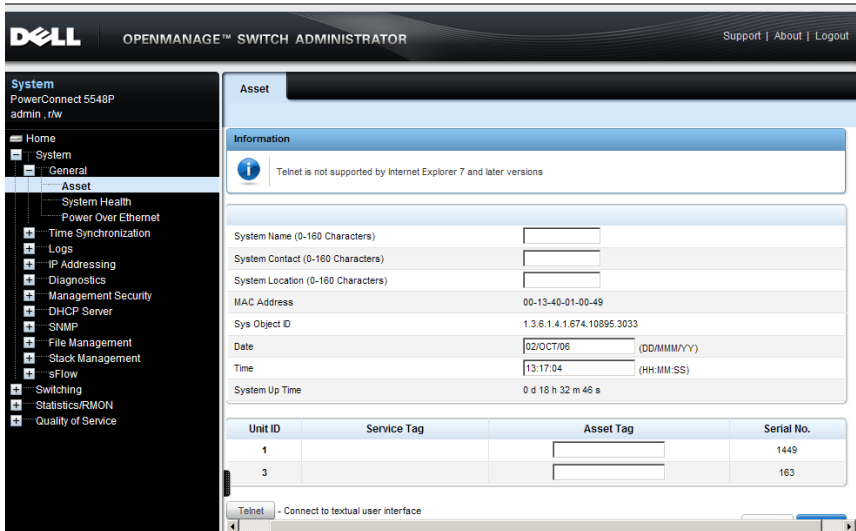 DELL
OPENMANAGE™ SWITCH ADMINISTRATOR
Support | About | Logout
System
PowerConnect 5548P
admin , r/w
Home
System
General
Asset
System Health
Power Over Ethernet
Time Synchronization
Logs
IP Addressing
Diagnostics
Management Security
DHCP Server
SNMP
File Management
Stack Management
sFlow
Switching
Statistics/RMON
Quality of Service
Asset
Information
Telnet is not supported by Internet Explorer 7 and later versions
System Name (0-160 Characters)
System Contact (0-160 Characters)
System Location (0-160 Characters)
MAC Address 00-13-40-01-00-49
Sys Object ID 1.3.6.1.4.1.674.10895.3033
Date 02/OCT/06 (DD/MMM/YY)
Time 13:17:04 (HH:MM:SS)
System Up Time 0 d 18 h 32 m 46 s
Unit ID Service Tag Asset Tag Serial No.
1 1449
3 163
Telnet - Connect to textual user interface